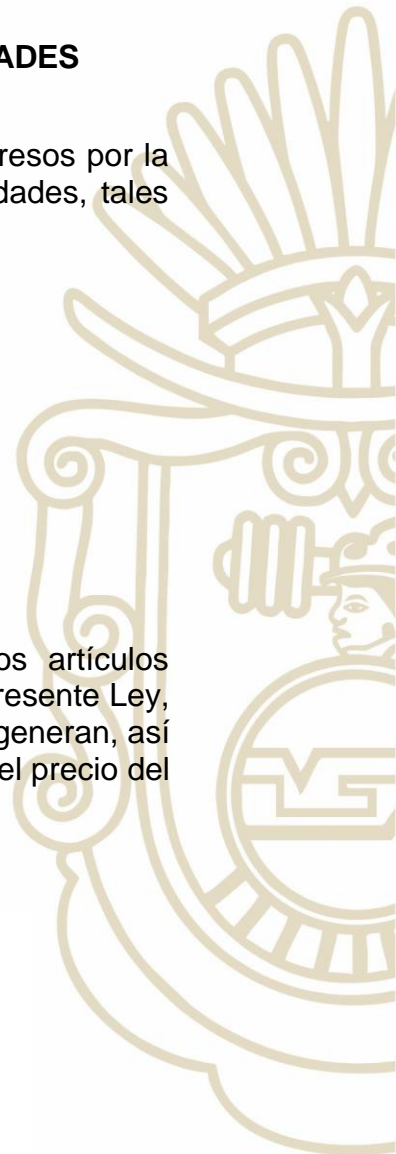 ADES
resos por la
dades, tales
os artículos
resente Ley,
generan, así
el precio del